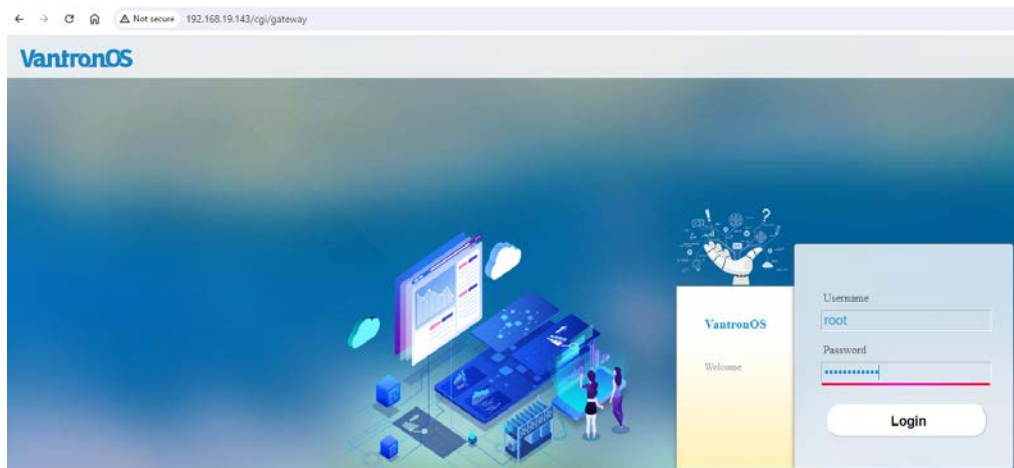 Not secure 192.168.19.143/cgi/gateway
VantronOS
Username
root
VantronOS
Password
Welcome
Login